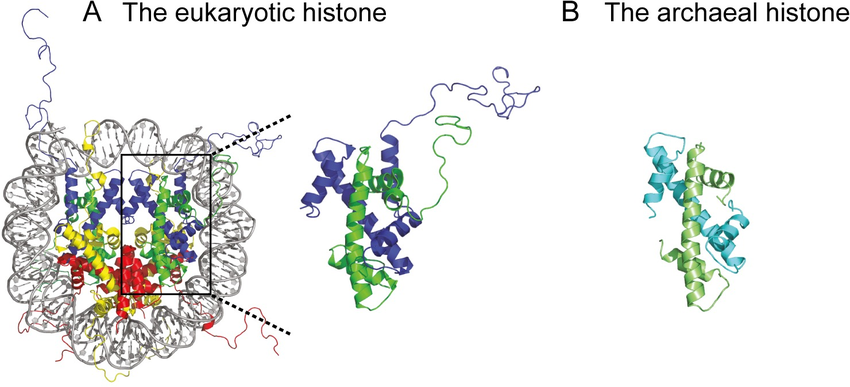 A The eukaryotic histone
B The archaeal histone